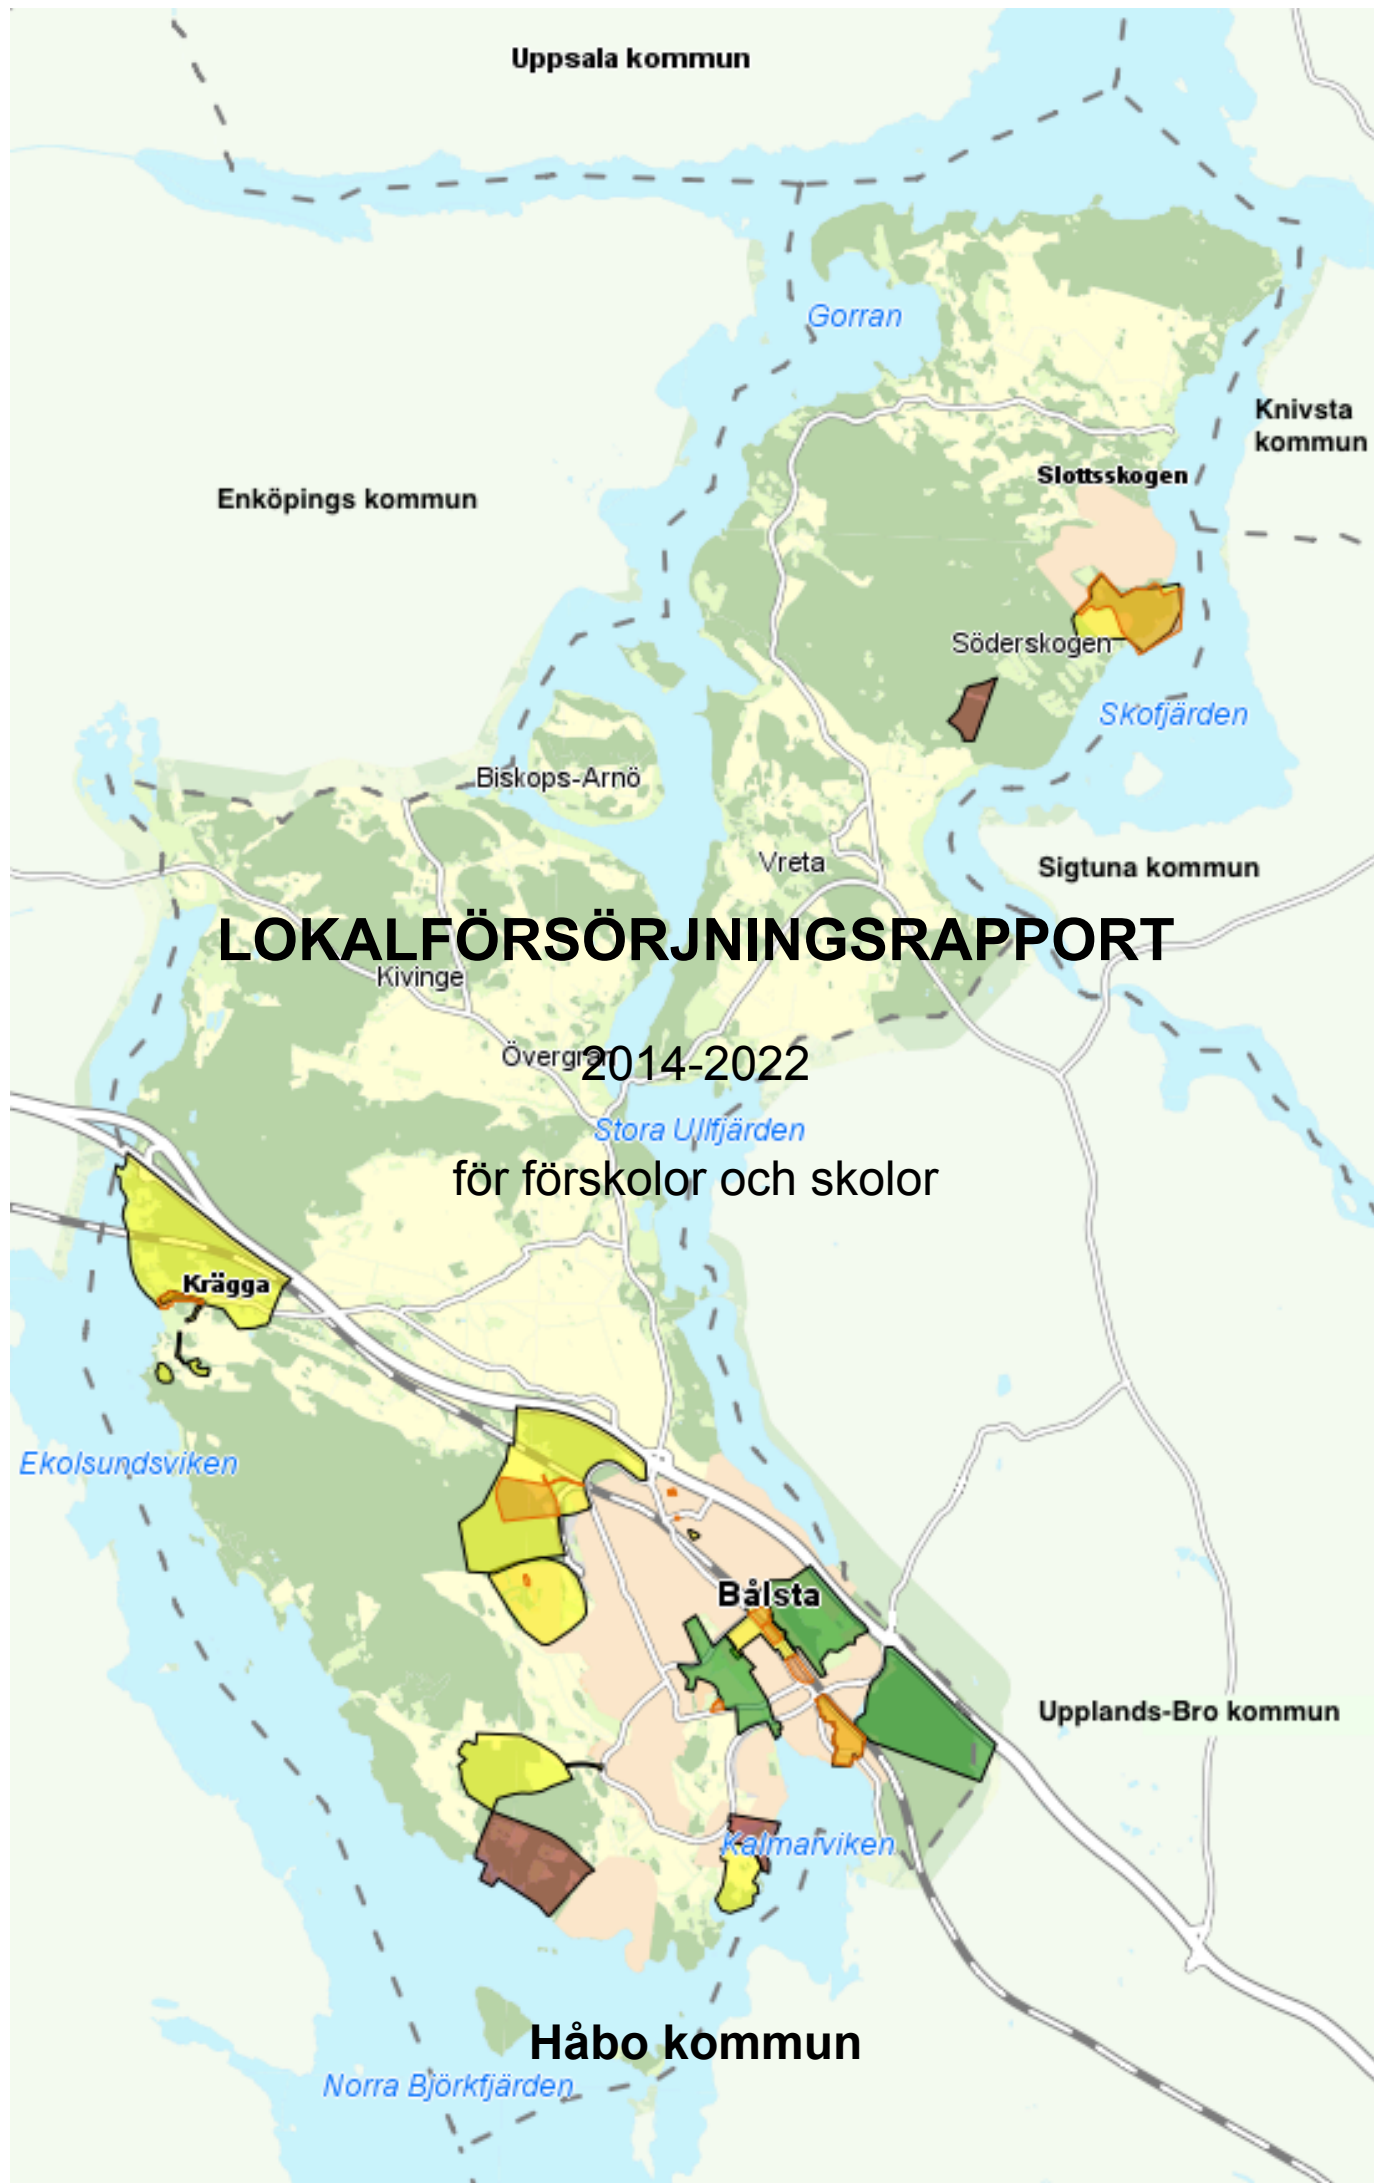 Uppsala kommun
Gorran
Knivsta
kommun
Slottsskogen
Enköpings kommun
Söderskogen
Skofjärden
Biskops-Arnö
Vreta
Sigtuna kommun
LOKALFÖRSÖRJNINGSRAPPORT
Kivinge
Övergran
2014-2022
Stora Ullfjärden
för förskolor och skolor
Krägga
Ekolsundsviken
Bålsta
Upplands-Bro kommun
Kalmarviken
Håbo kommun
Norra Björkfjärden